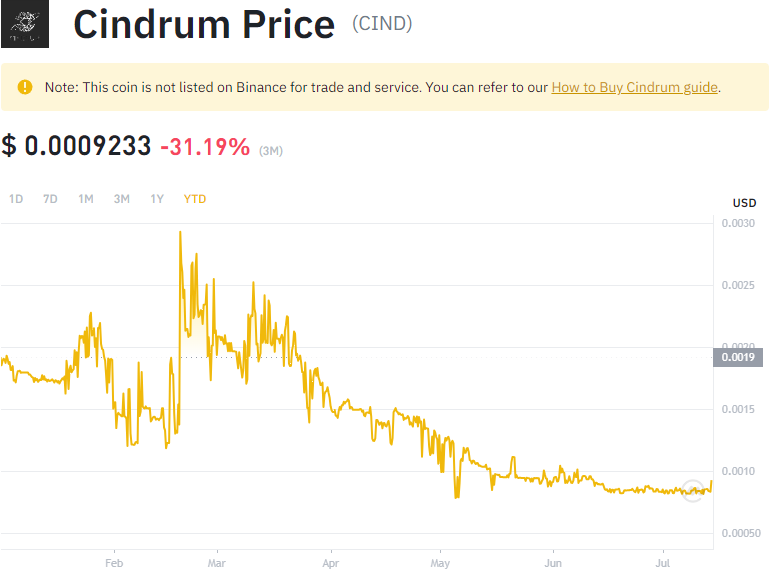 Cindrum Price (CIND)
Note: This coin is not listed on Binance for trade and service. You can refer to our How to Buy Cindrum guide.
$ 0.0009233 -31.19% (3M)
1D 7D 1M 3M 1Y YTD
USD
0.0030
0.0025
0.0020
0.0019
0.0015
0.0010
0.00050
Feb Mar Apr May Jun Jul